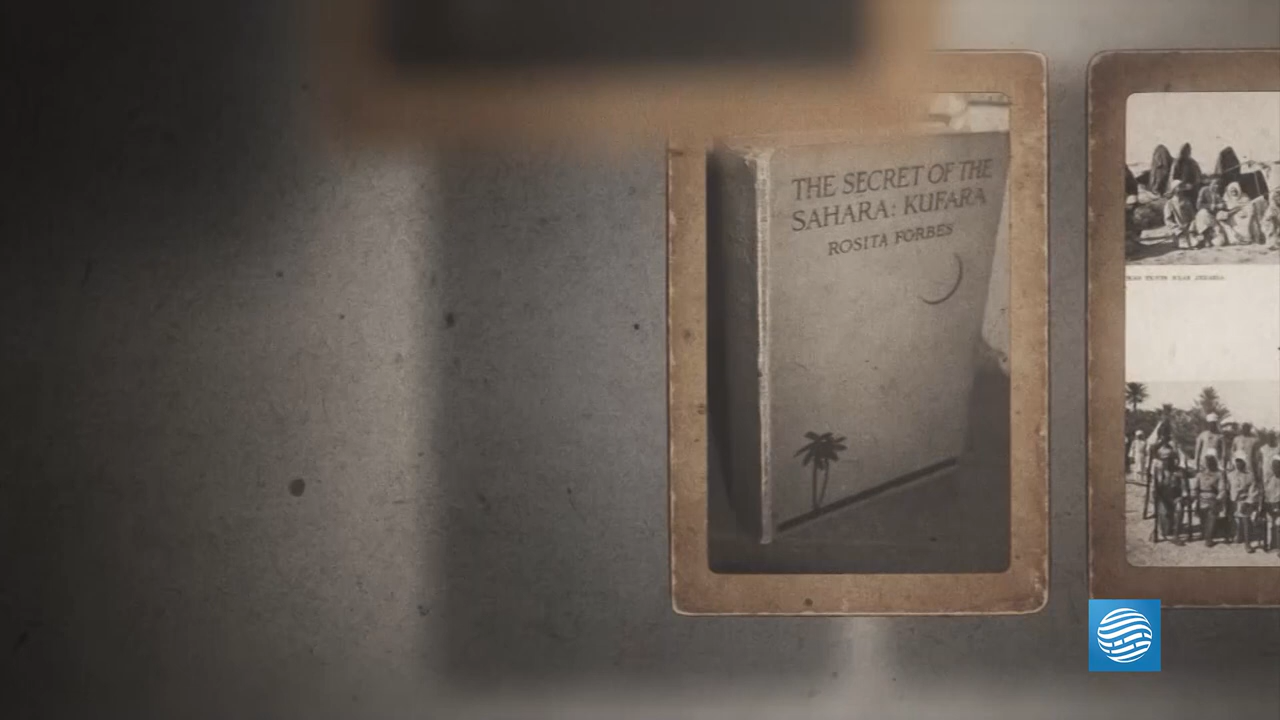 THE SECRET OF THE
SAHARA: KUFARA
ROSITA FORBES